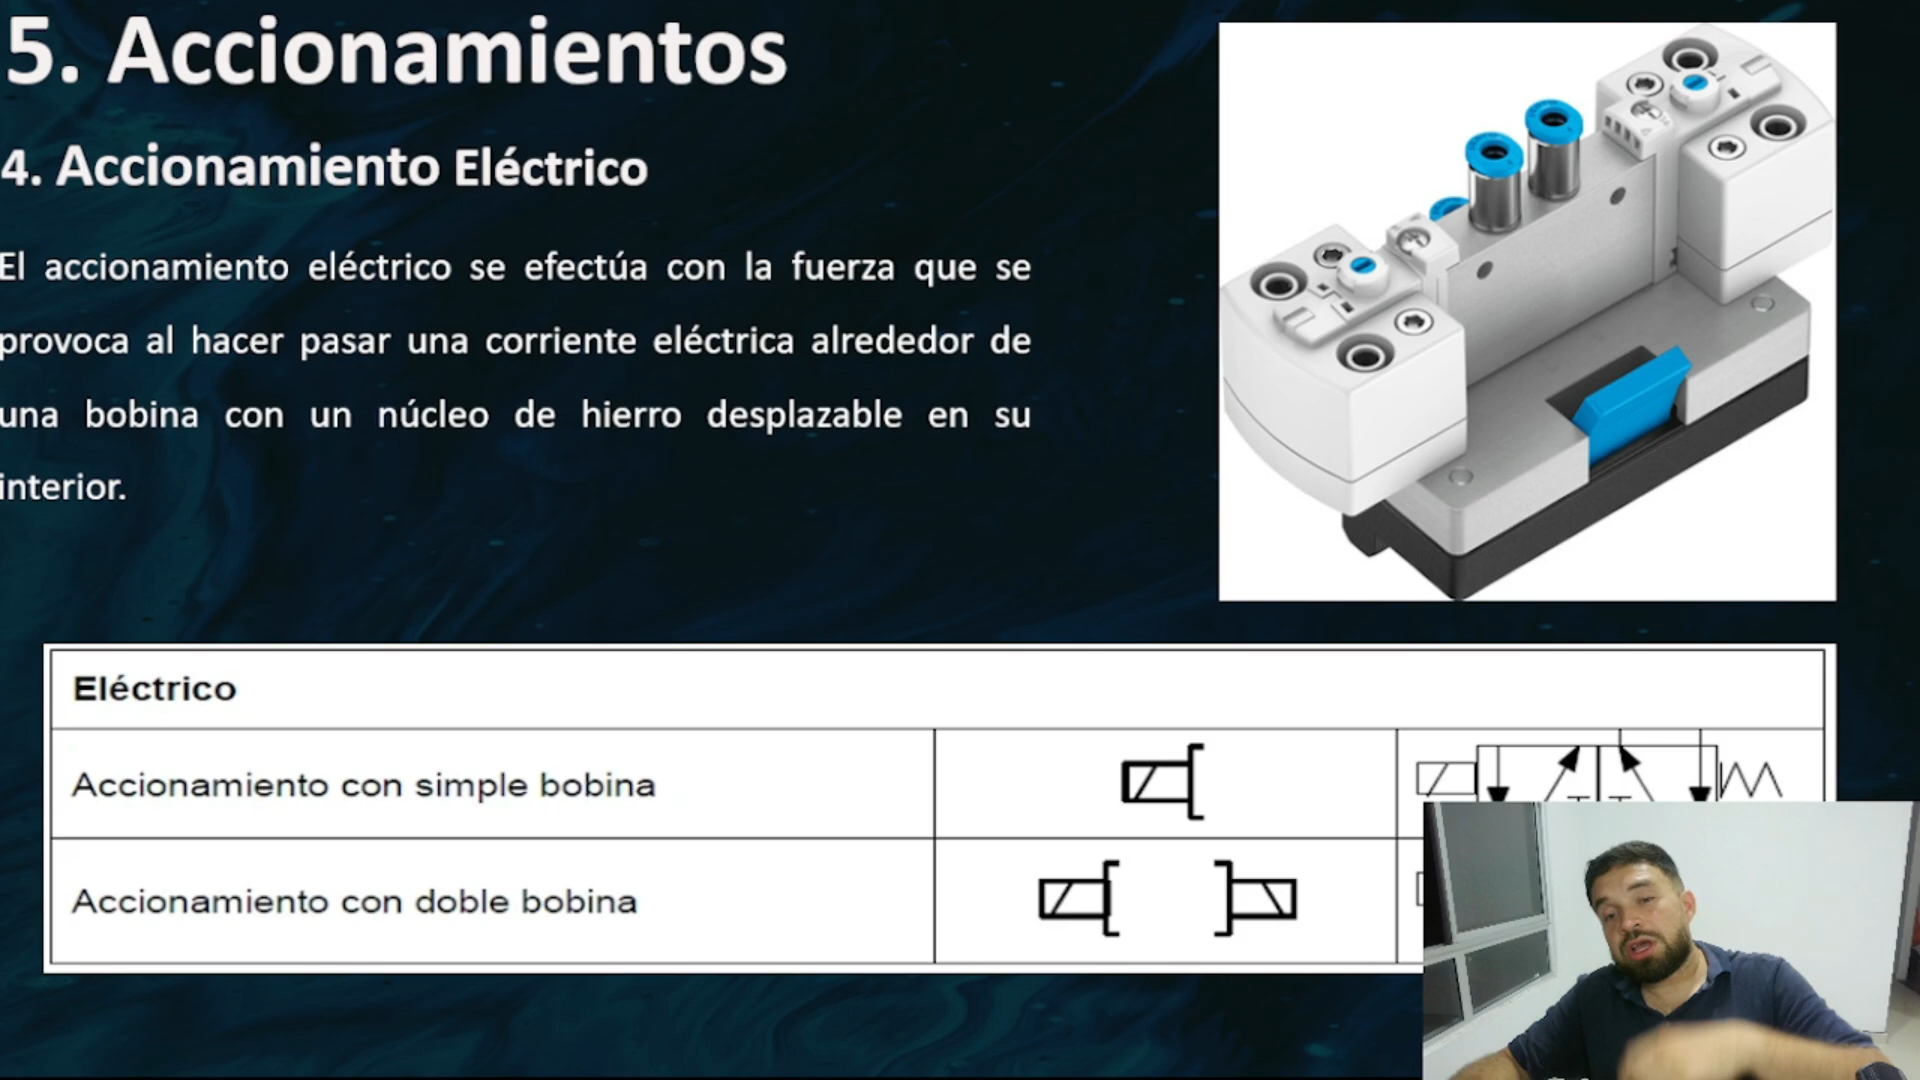 5. Accionamientos
4. Accionamiento Eléctrico
El accionamiento eléctrico se efectúa con la fuerza que se
provoca al hacer pasar una corriente eléctrica alrededor de
una bobina con un núcleo de hierro desplazable en su
interior.
Eléctrico
Accionamiento con simple bobina
Accionamiento con doble bobina